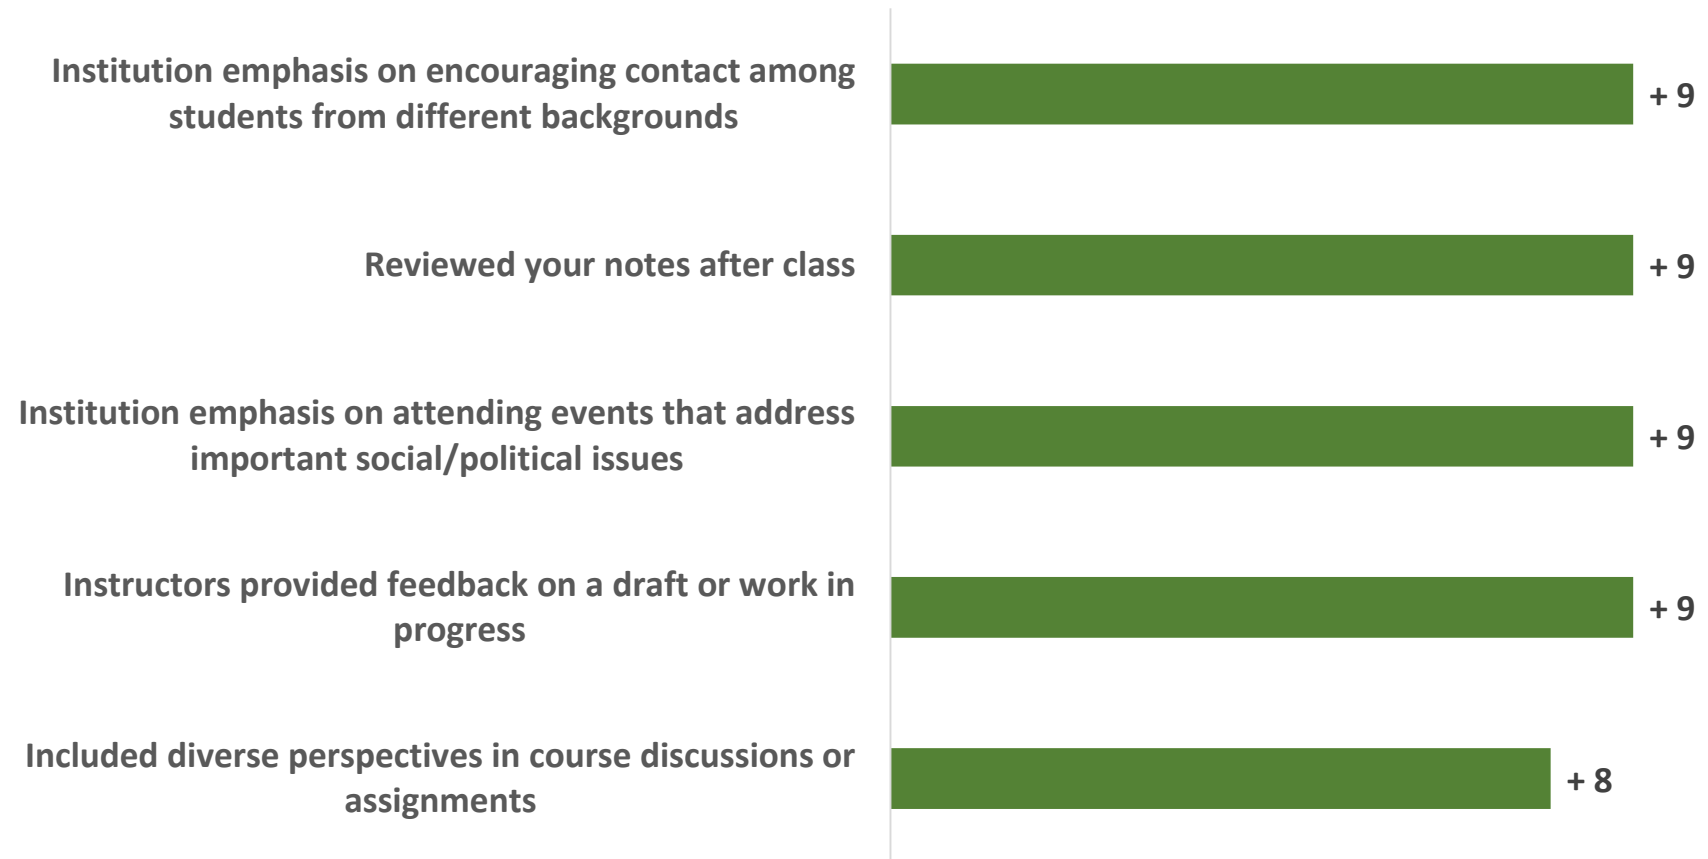 Institution emphasis on encouraging contact among
students from different backgrounds
+ 9
Reviewed your notes after class
+ 9
Institution emphasis on attending events that address
important social/political issues
+ 9
Instructors provided feedback on a draft or work in
progress
+ 9
Included diverse perspectives in course discussions or
assignments
+ 8